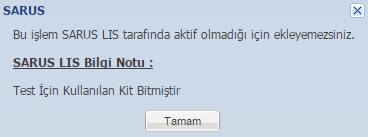 SARUS
Bu işlem SARUS LIS tarafında aktif olmadığı için ekleyemezsiniz.
SARUS LIS Bilgi Notu :
Test İçin Kullanılan Kit Bitmiştir
Tamam